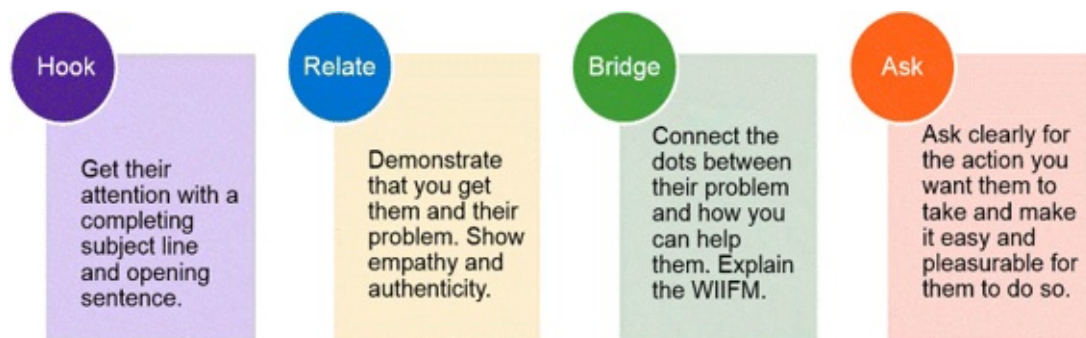 Hook
Get their
attention with a
completing
subject line
and opening
sentence.
Relate
Demonstrate
that you get
them and their
problem. Show
empathy and
authenticity.
Bridge
Connect the
dots between
their problem
and how you
can help
them. Explain
the WIIFM.
Ask
Ask clearly for
the action you
want them to
take and make
it easy and
pleasurable for
them to do so.